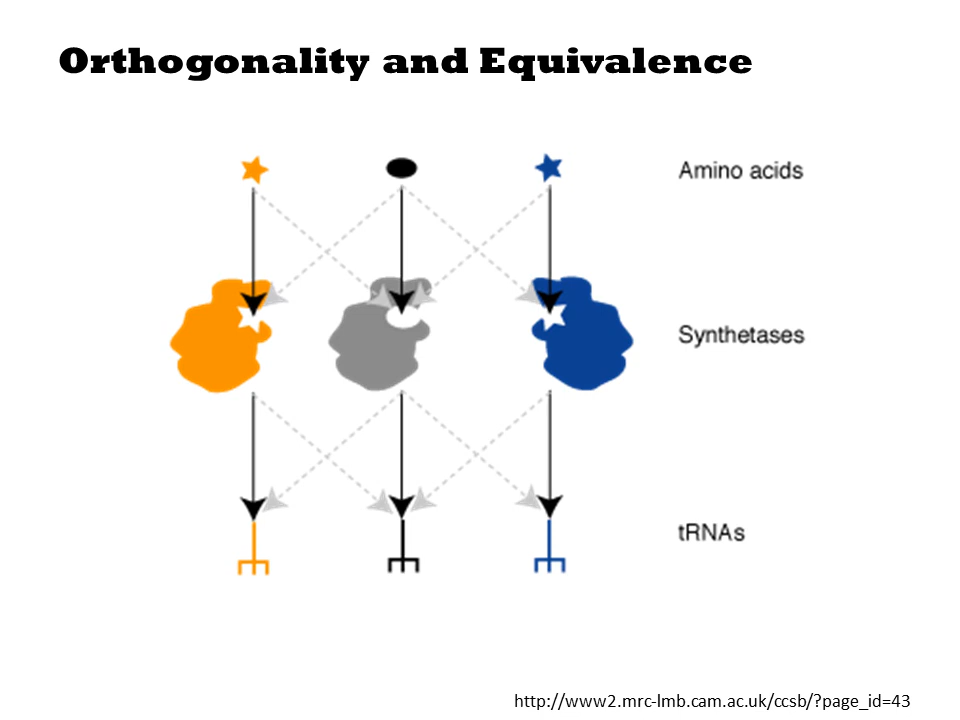 Orthogonality and Equivalence
Amino acids
Synthetases
tRNAs
http://www2.mrc-lmb.cam.ac.uk/ccsb/?page_id=43